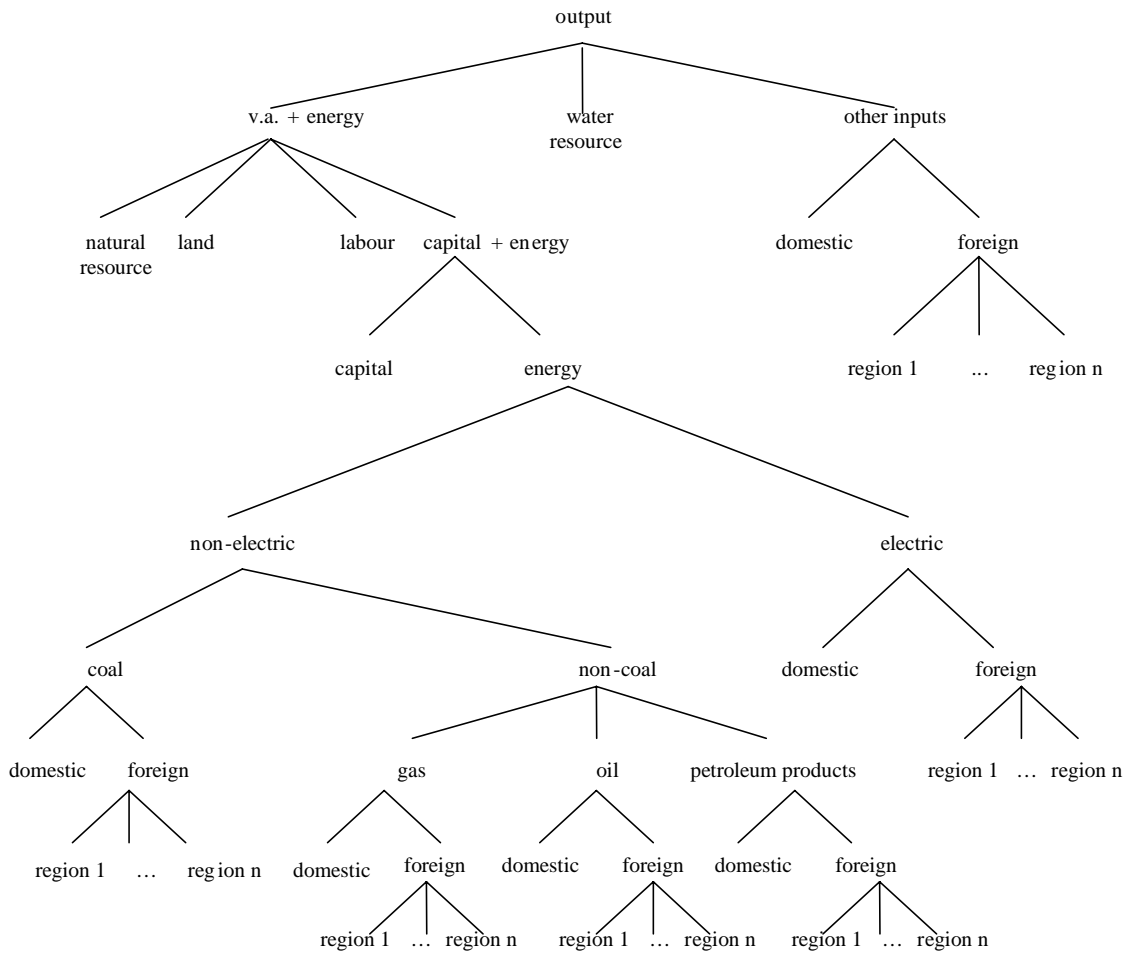 output
v.a. + energy water other inputs
resource
natural land labour capital + energy domestic foreign
resource
capital energy region 1 ... region n
non-electric electric
coal non-coal domestic foreign
domestic foreign gas oil petroleum products region 1 ... region n
region 1 ... region n domestic foreign domestic foreign domestic foreign
region 1 ... region n region 1 ... region n region 1 ... region n